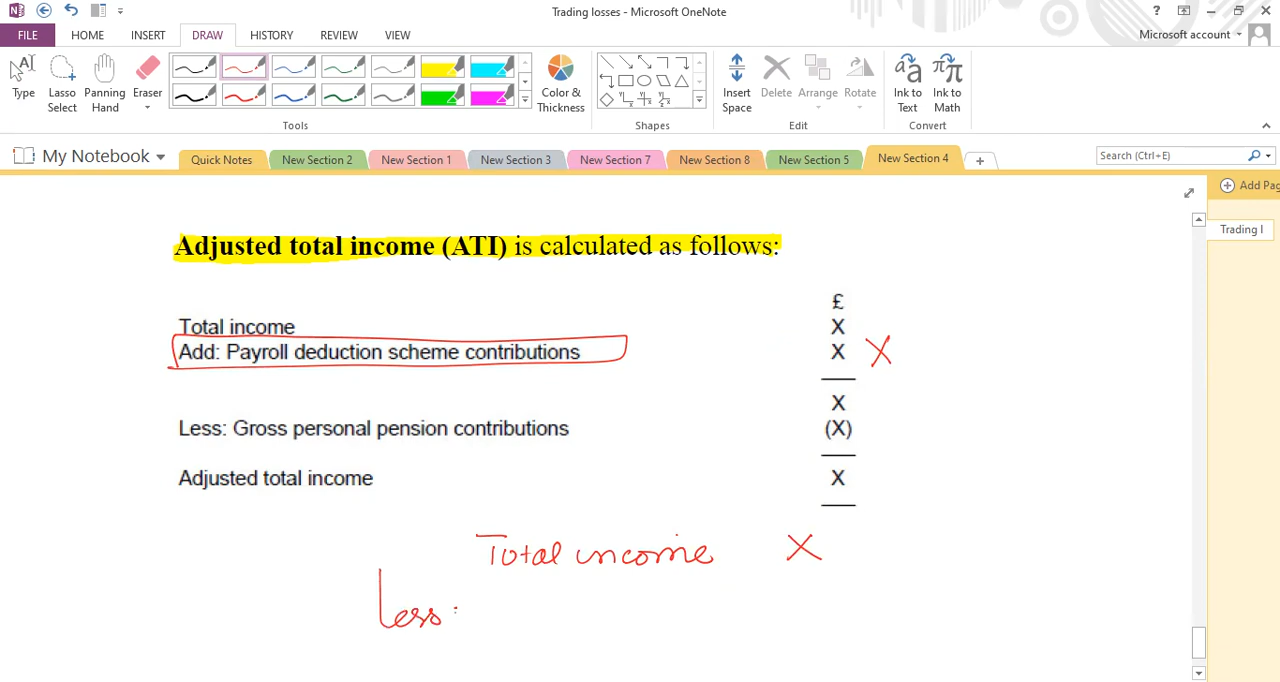 Trading losses - Microsoft OneNote
?
FILE HOME INSERT DRAW HISTORY REVIEW VIEW
Microsoft account
Type
Lasso Select
Panning Hand
Eraser
Color & Thickness
Insert Space
Delete
Arrange
Rotate
Ink to Text
Ink to Math
Tools Shapes Edit Convert
My Notebook Quick Notes New Section 2 New Section 1 New Section 3 New Section 7 New Section 8 New Section 5 New Section 4 Search (Ctrl+E)
Add Pag
Trading l
Adjusted total income (ATI) is calculated as follows:
£
Total income X
Add: Payroll deduction scheme contributions X X
X
Less: Gross personal pension contributions (X)
Adjusted total income X
Total income X
Less: